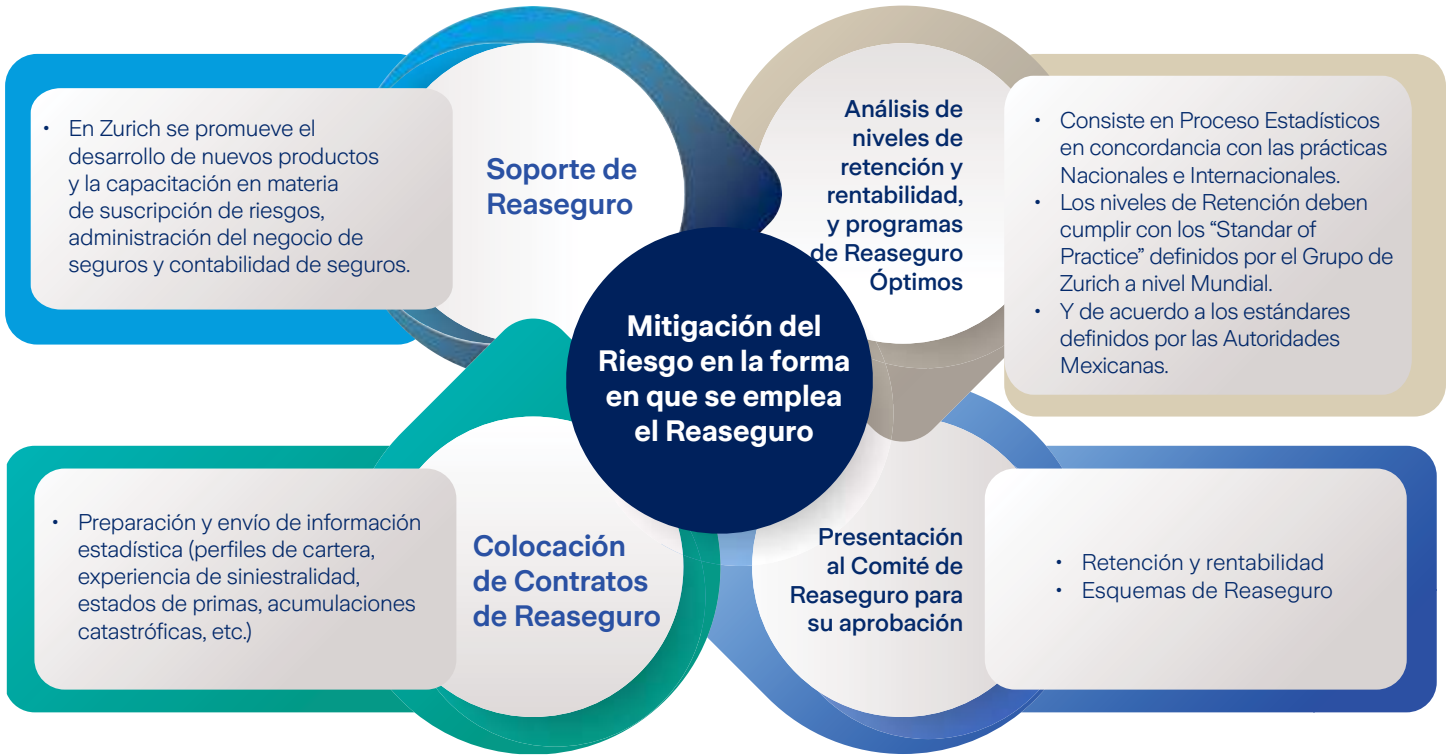 • En Zurich se promueve el
desarrollo de nuevos productos
y la capacitación en materia
de suscripción de riesgos,
administración del negocio de
seguros y contabilidad de seguros.
Soporte de
Reaseguro
Análisis de
niveles de
retención y
rentabilidad,
y programas
de Reaseguro
Óptimos
• Consiste en Proceso Estadísticos
en concordancia con las prácticas
Nacionales e Internacionales.
• Los niveles de Retención deben
cumplir con los “Standar of
Practice” definidos por el Grupo de
Zurich a nivel Mundial.
• Y de acuerdo a los estándares
definidos por las Autoridades
Mexicanas.
Mitigación del
Riesgo en la forma
en que se emplea
el Reaseguro
• Preparación y envío de información
estadística (perfiles de cartera,
experiencia de siniestralidad,
estados de primas, acumulaciones
catastróficas, etc.)
Colocación
de Contratos
de Reaseguro
Presentación
al Comité de
Reaseguro para
su aprobación
• Retención y rentabilidad
• Esquemas de Reaseguro